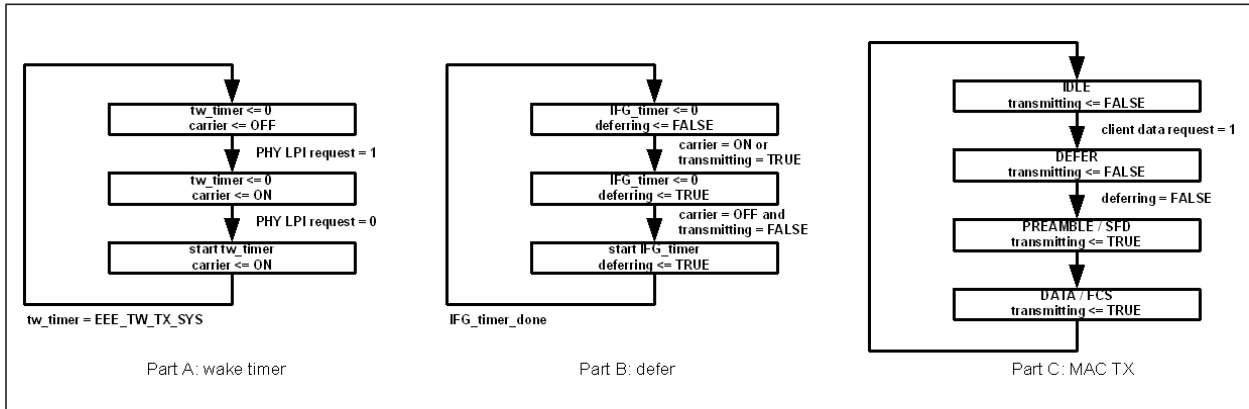 tw_timer <= 0
carrier <= OFF
PHY LPI request = 1
tw_timer <= 0
carrier <= ON
PHY LPI request = 0
start tw_timer
carrier <= ON
tw_timer = EEE_TW_TX_SYS
Part A: wake timer
IFG_timer <= 0
deferring <= FALSE
carrier = ON or
transmitting = TRUE
IFG_timer <= 0
deferring <= TRUE
carrier = OFF and
transmitting = FALSE
start IFG_timer
deferring <= TRUE
IFG_timer_done
Part B: defer
IDLE
transmitting <= FALSE
client data request = 1
DEFER
transmitting <= FALSE
deferring = FALSE
PREAMBLE / SFD
transmitting <= TRUE
DATA / FCS
transmitting <= TRUE
Part C: MAC TX